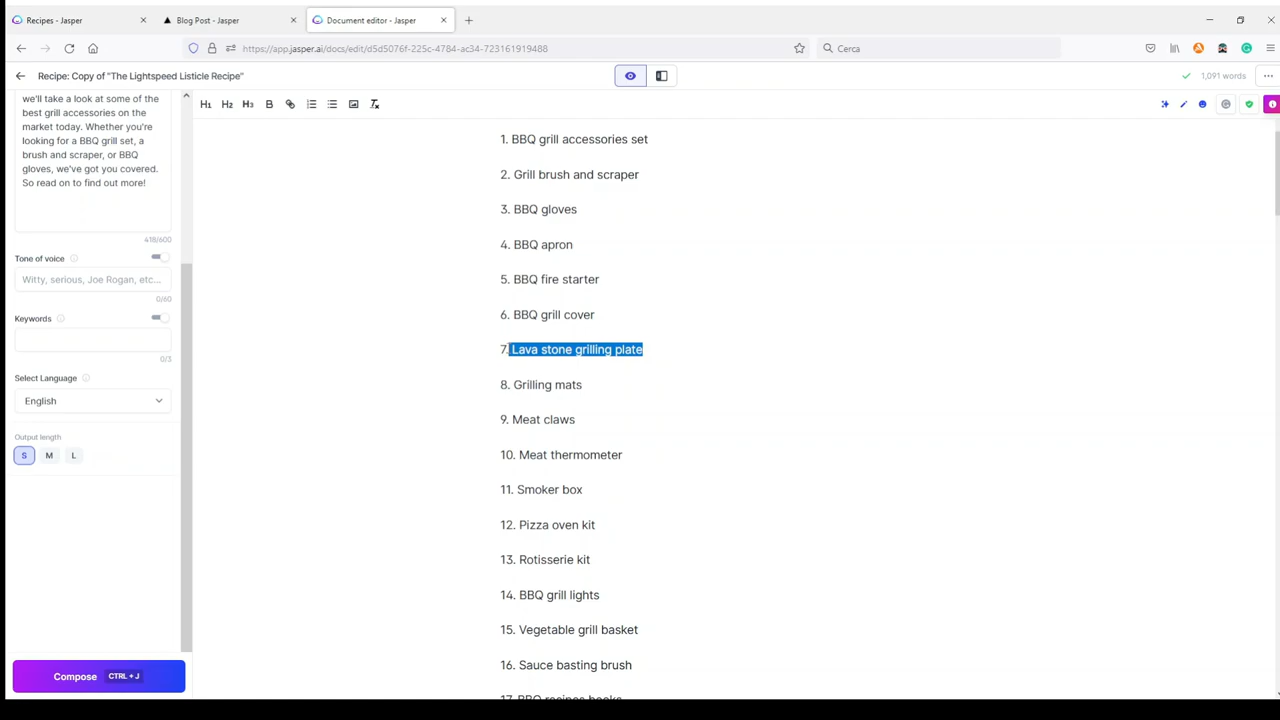 Recipes - Jasper
Blog Post - Jasper
Document editor - Jasper
https://app.jasper.ai/docs/edit/d5d5076f-225c-4784-ac34-723161919488
Cerca
Recipe: Copy of "The Lightspeed Listicle Recipe"
1,091 words
H1 H2 H3 B
we'll take a look at some of the
best grill accessories on the
market today. Whether you're
looking for a BBQ grill set, a
brush and scraper, or BBQ
gloves, we've got you covered.
So read on to find out more!
418/600
Tone of voice
Witty, serious, Joe Rogan, etc...
0/60
Keywords
0/3
Select Language
English
Output length
S M L
Compose CTRL + J
1. BBQ grill accessories set
2. Grill brush and scraper
3. BBQ gloves
4. BBQ apron
5. BBQ fire starter
6. BBQ grill cover
7. Lava stone grilling plate
8. Grilling mats
9. Meat claws
10. Meat thermometer
11. Smoker box
12. Pizza oven kit
13. Rotisserie kit
14. BBQ grill lights
15. Vegetable grill basket
16. Sauce basting brush
17. BBQ recipes books